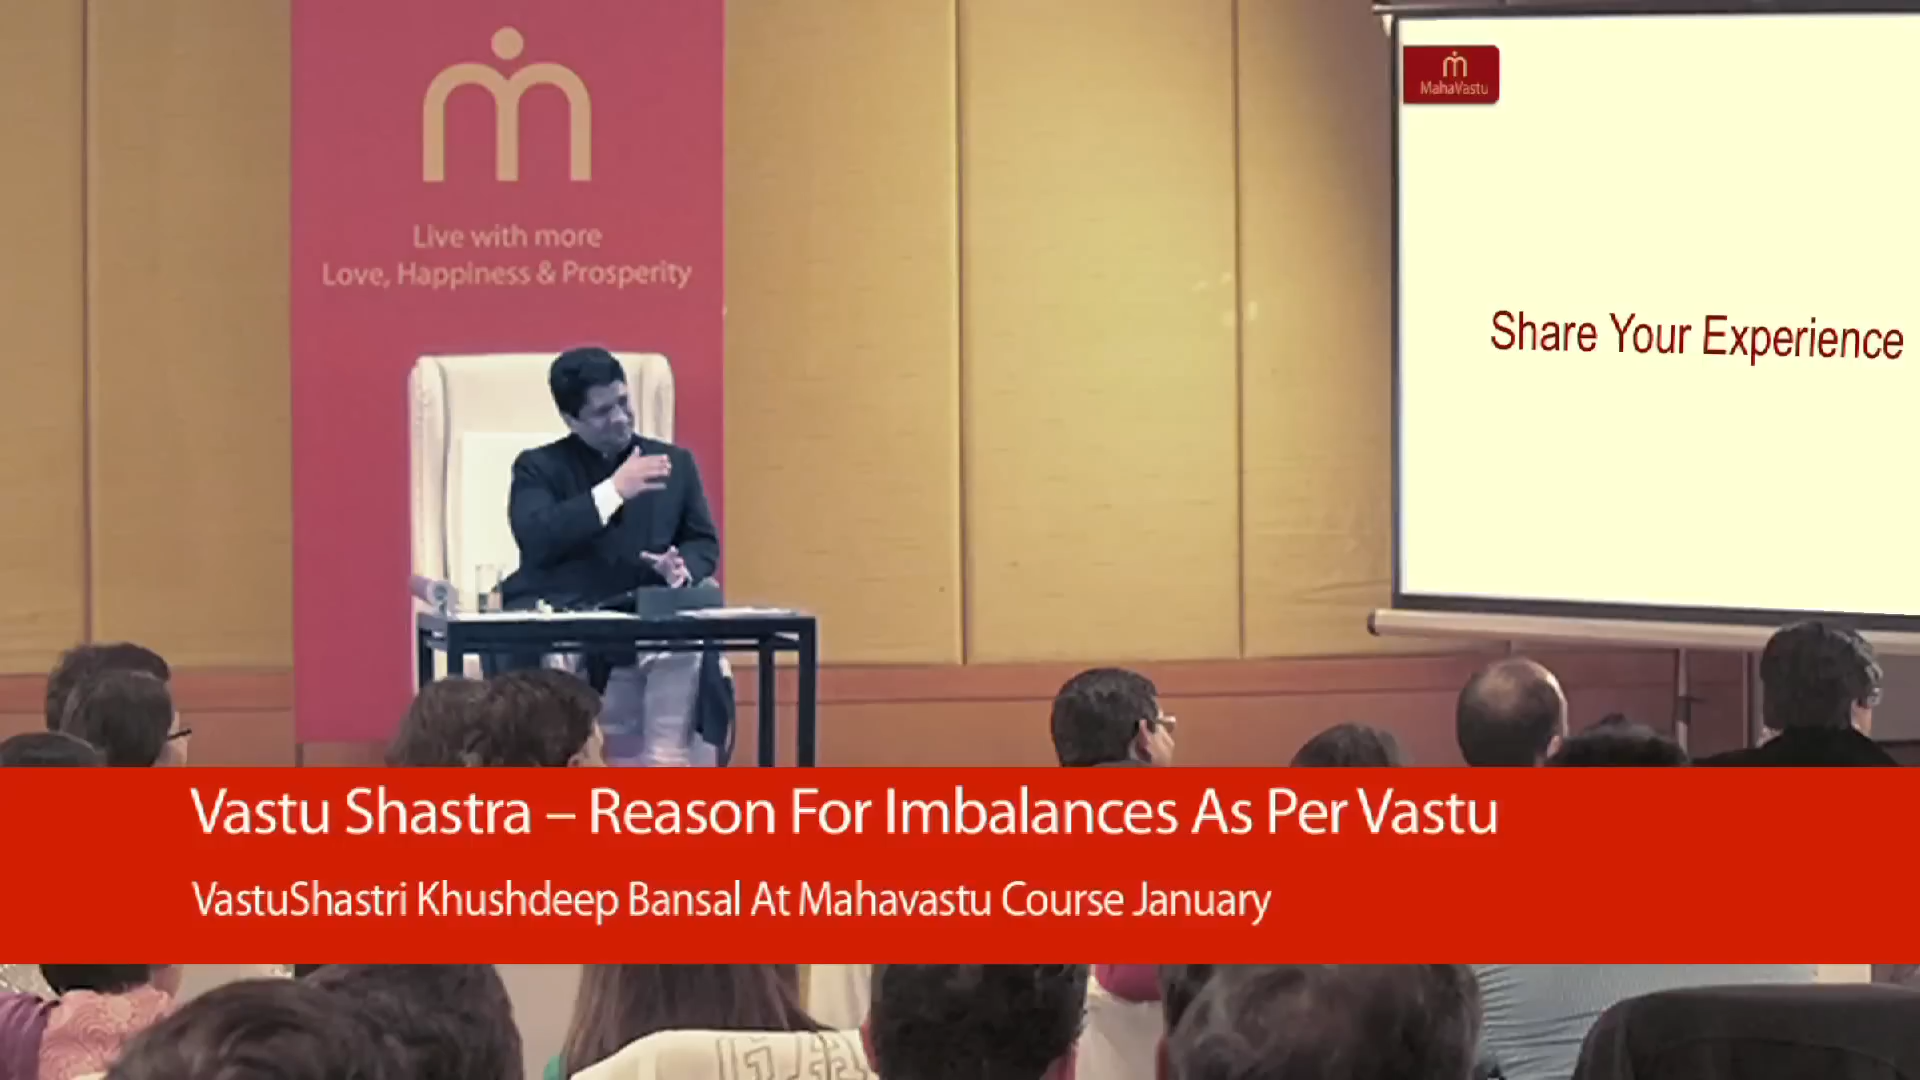 Live with more
Love, Happiness & Prosperity
MahaVastu
Share Your Experience
Vastu Shastra – Reason For Imbalances As Per Vastu
VastuShastri Khushdeep Bansal At Mahavastu Course January